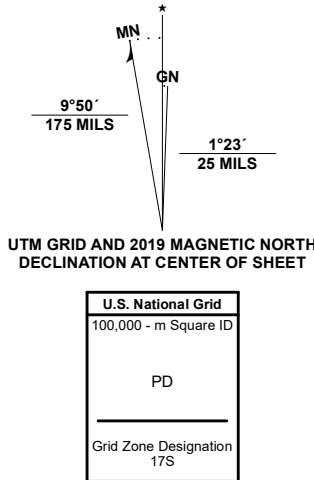 ★
MN
GN
9°50´
175 MILS
1°23´
25 MILS
UTM GRID AND 2019 MAGNETIC NORTH
DECLINATION AT CENTER OF SHEET
U.S. National Grid
100,000 - m Square ID
PD
Grid Zone Designation
17S